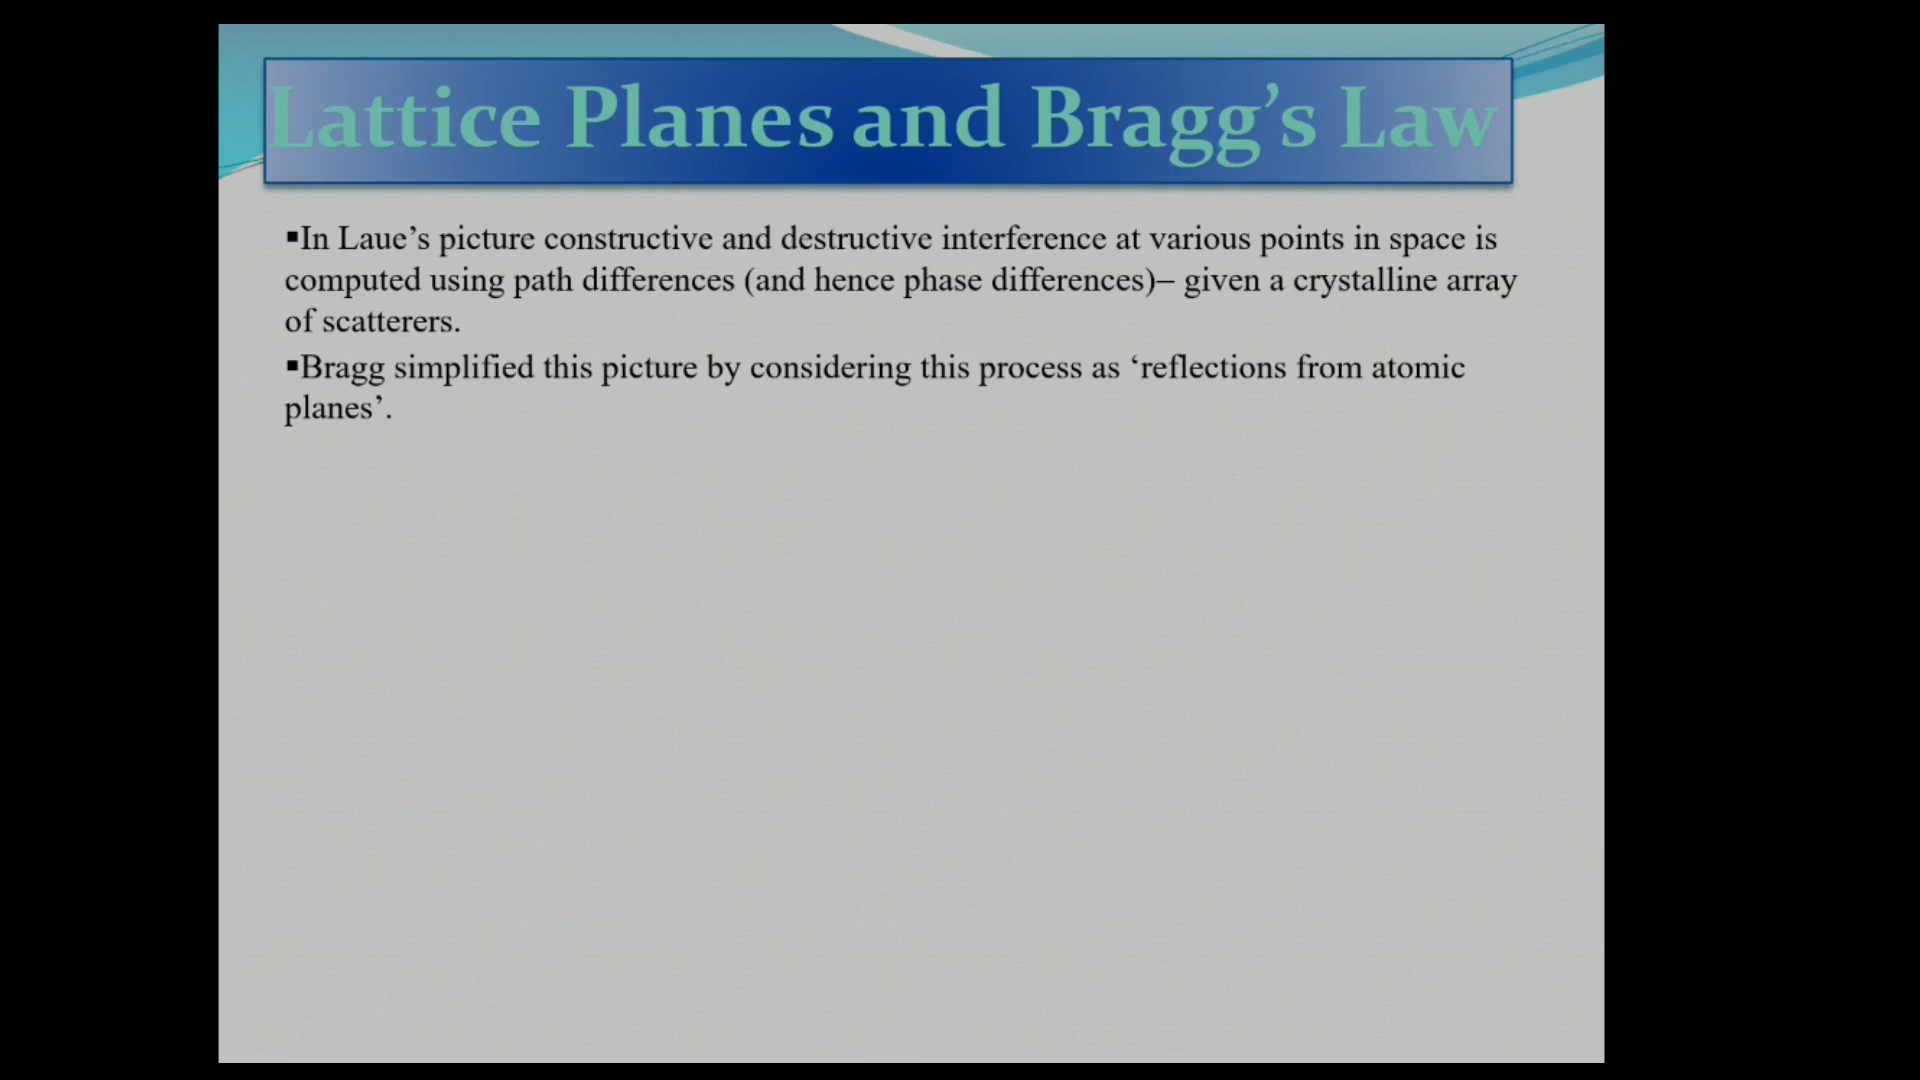 Lattice Planes and Bragg’s Law
▪In Laue’s picture constructive and destructive interference at various points in space is
computed using path differences (and hence phase differences)– given a crystalline array
of scatterers.
▪Bragg simplified this picture by considering this process as ‘reflections from atomic
planes’.